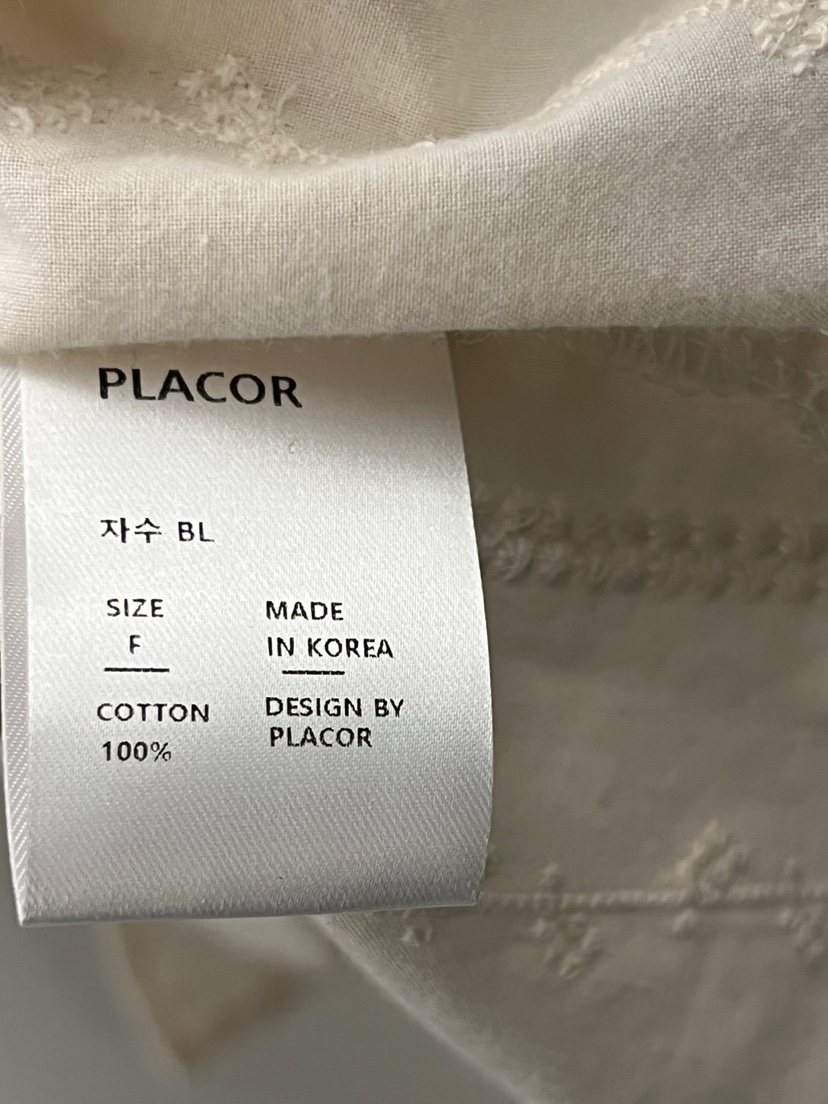 PLACOR
자수 BL
SIZE
F
MADE
IN KOREA
COTTON
100%
DESIGN BY
PLACOR